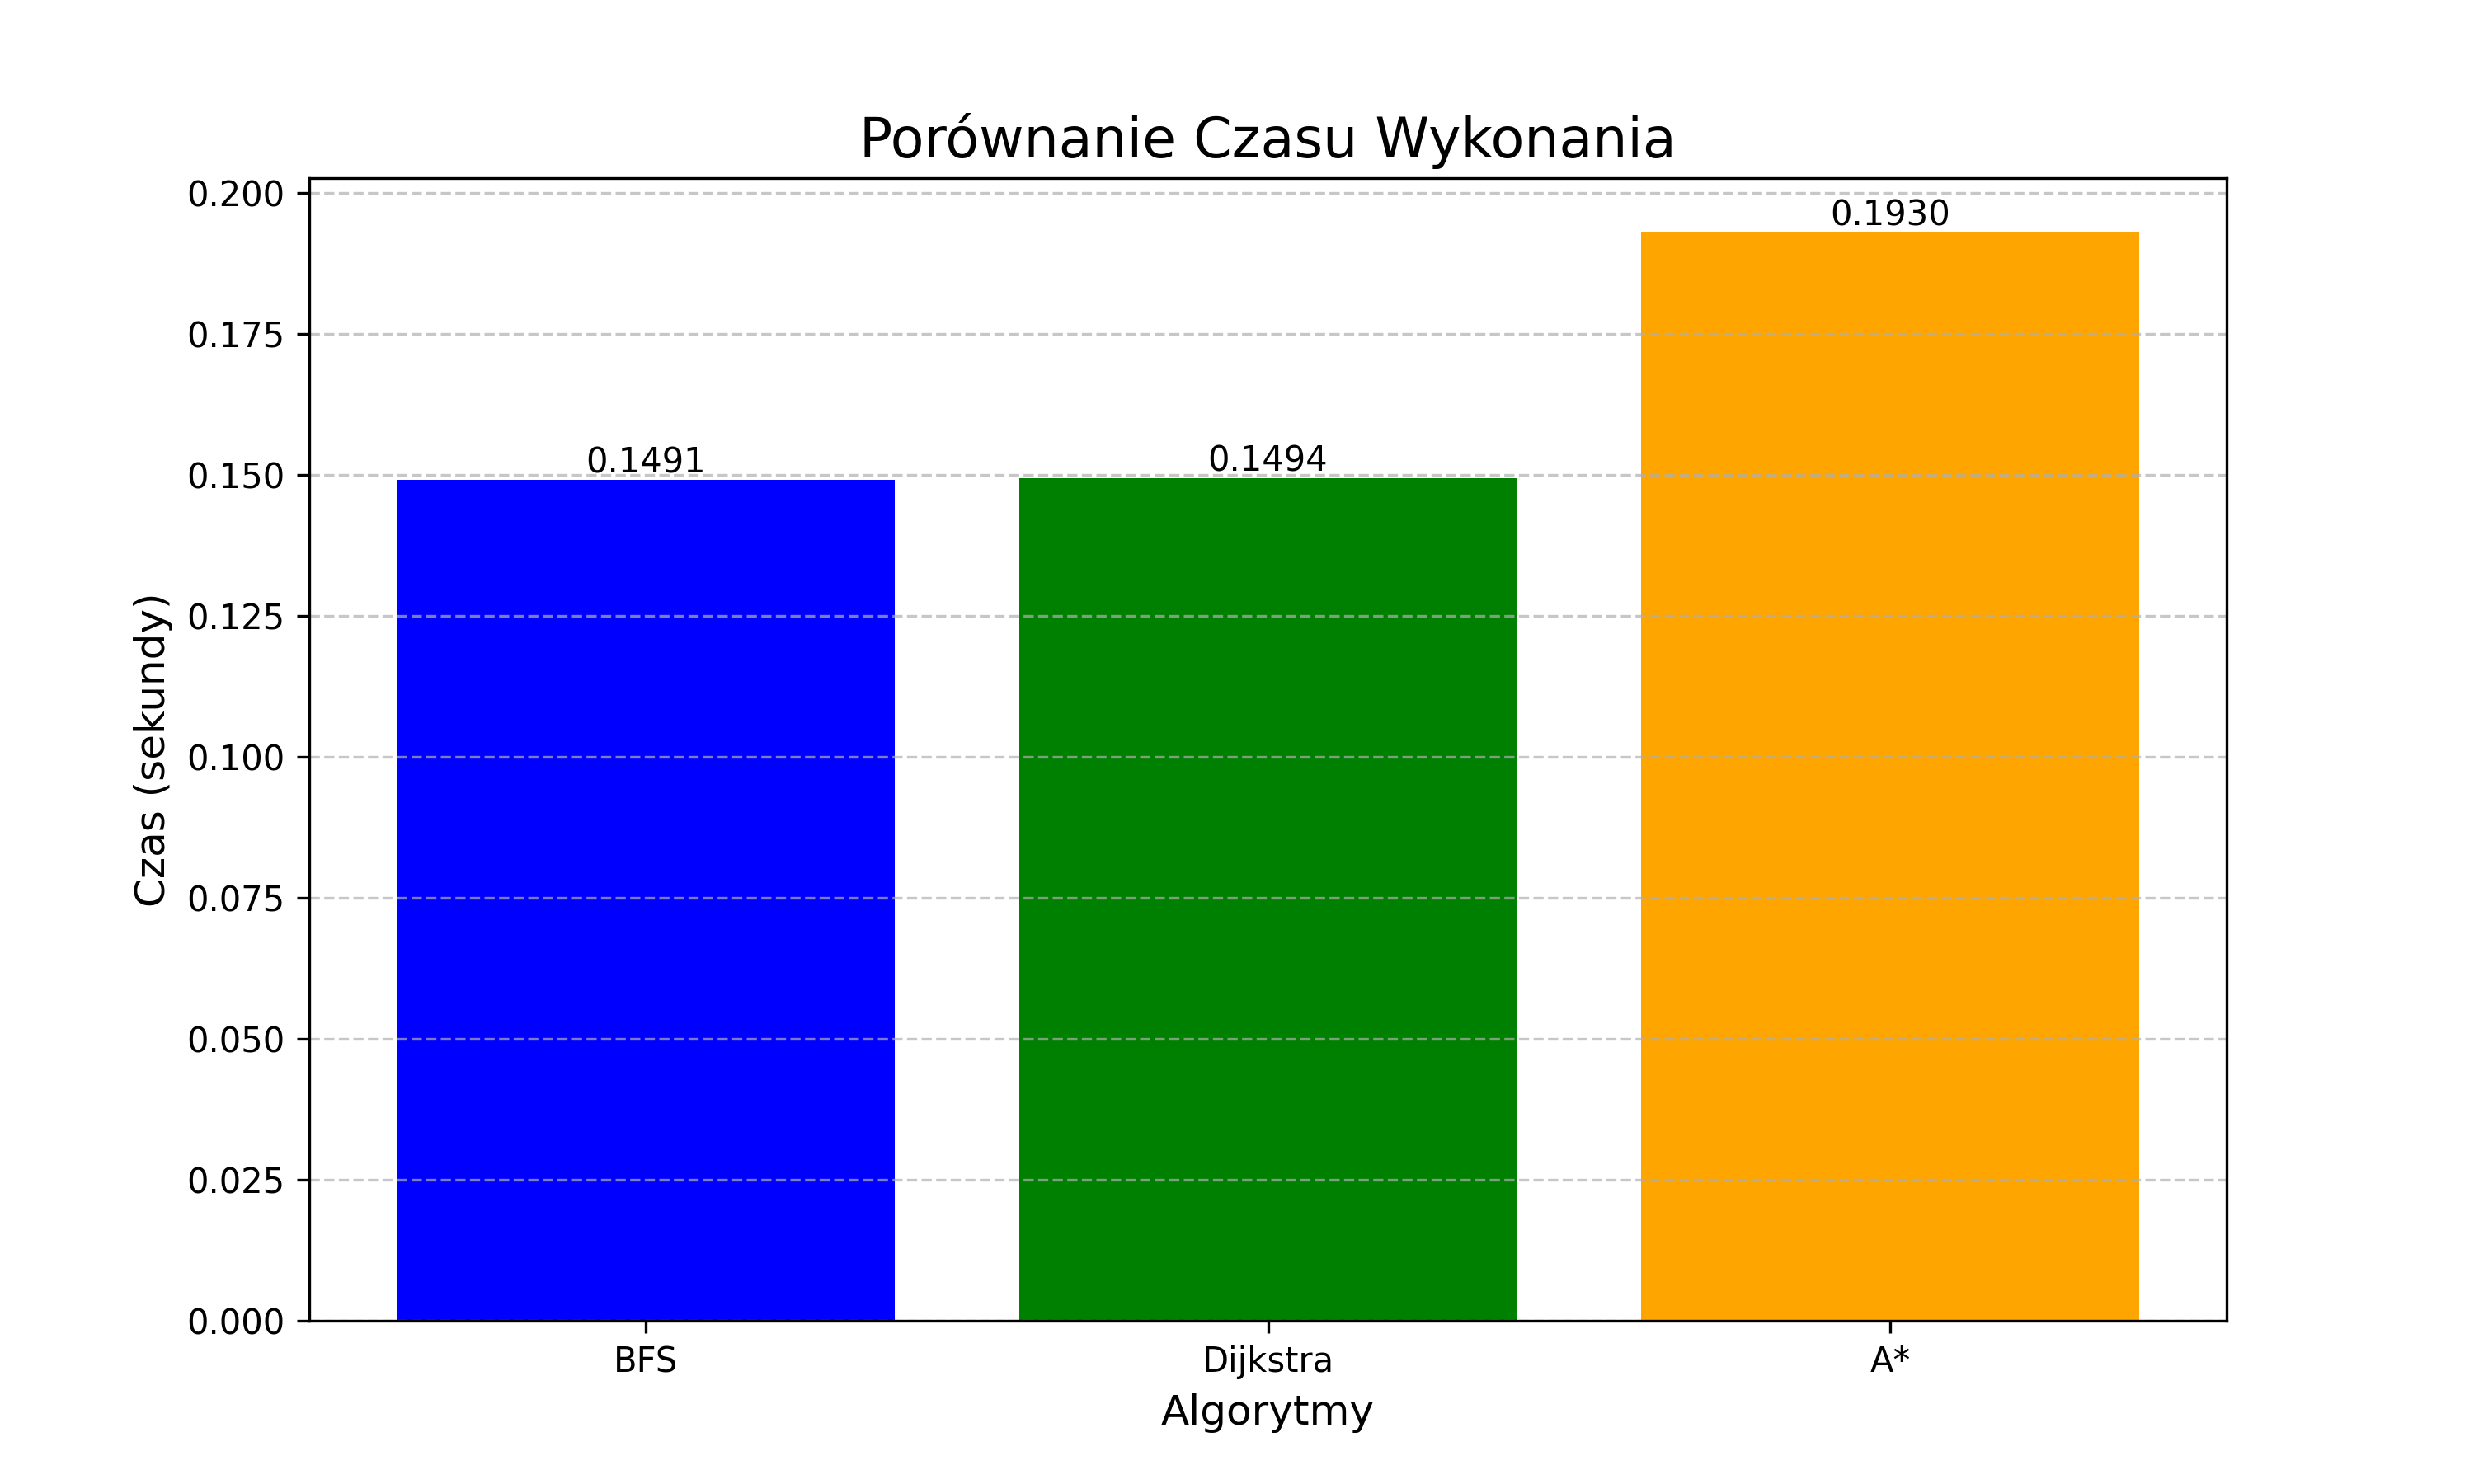 Porównanie Czasu Wykonania
Czas (sekundy)
0.200
0.175
0.150
0.125
0.100
0.075
0.050
0.025
0.000
0.1491
0.1494
0.1930
BFS
Dijkstra
A*
Algorytmy